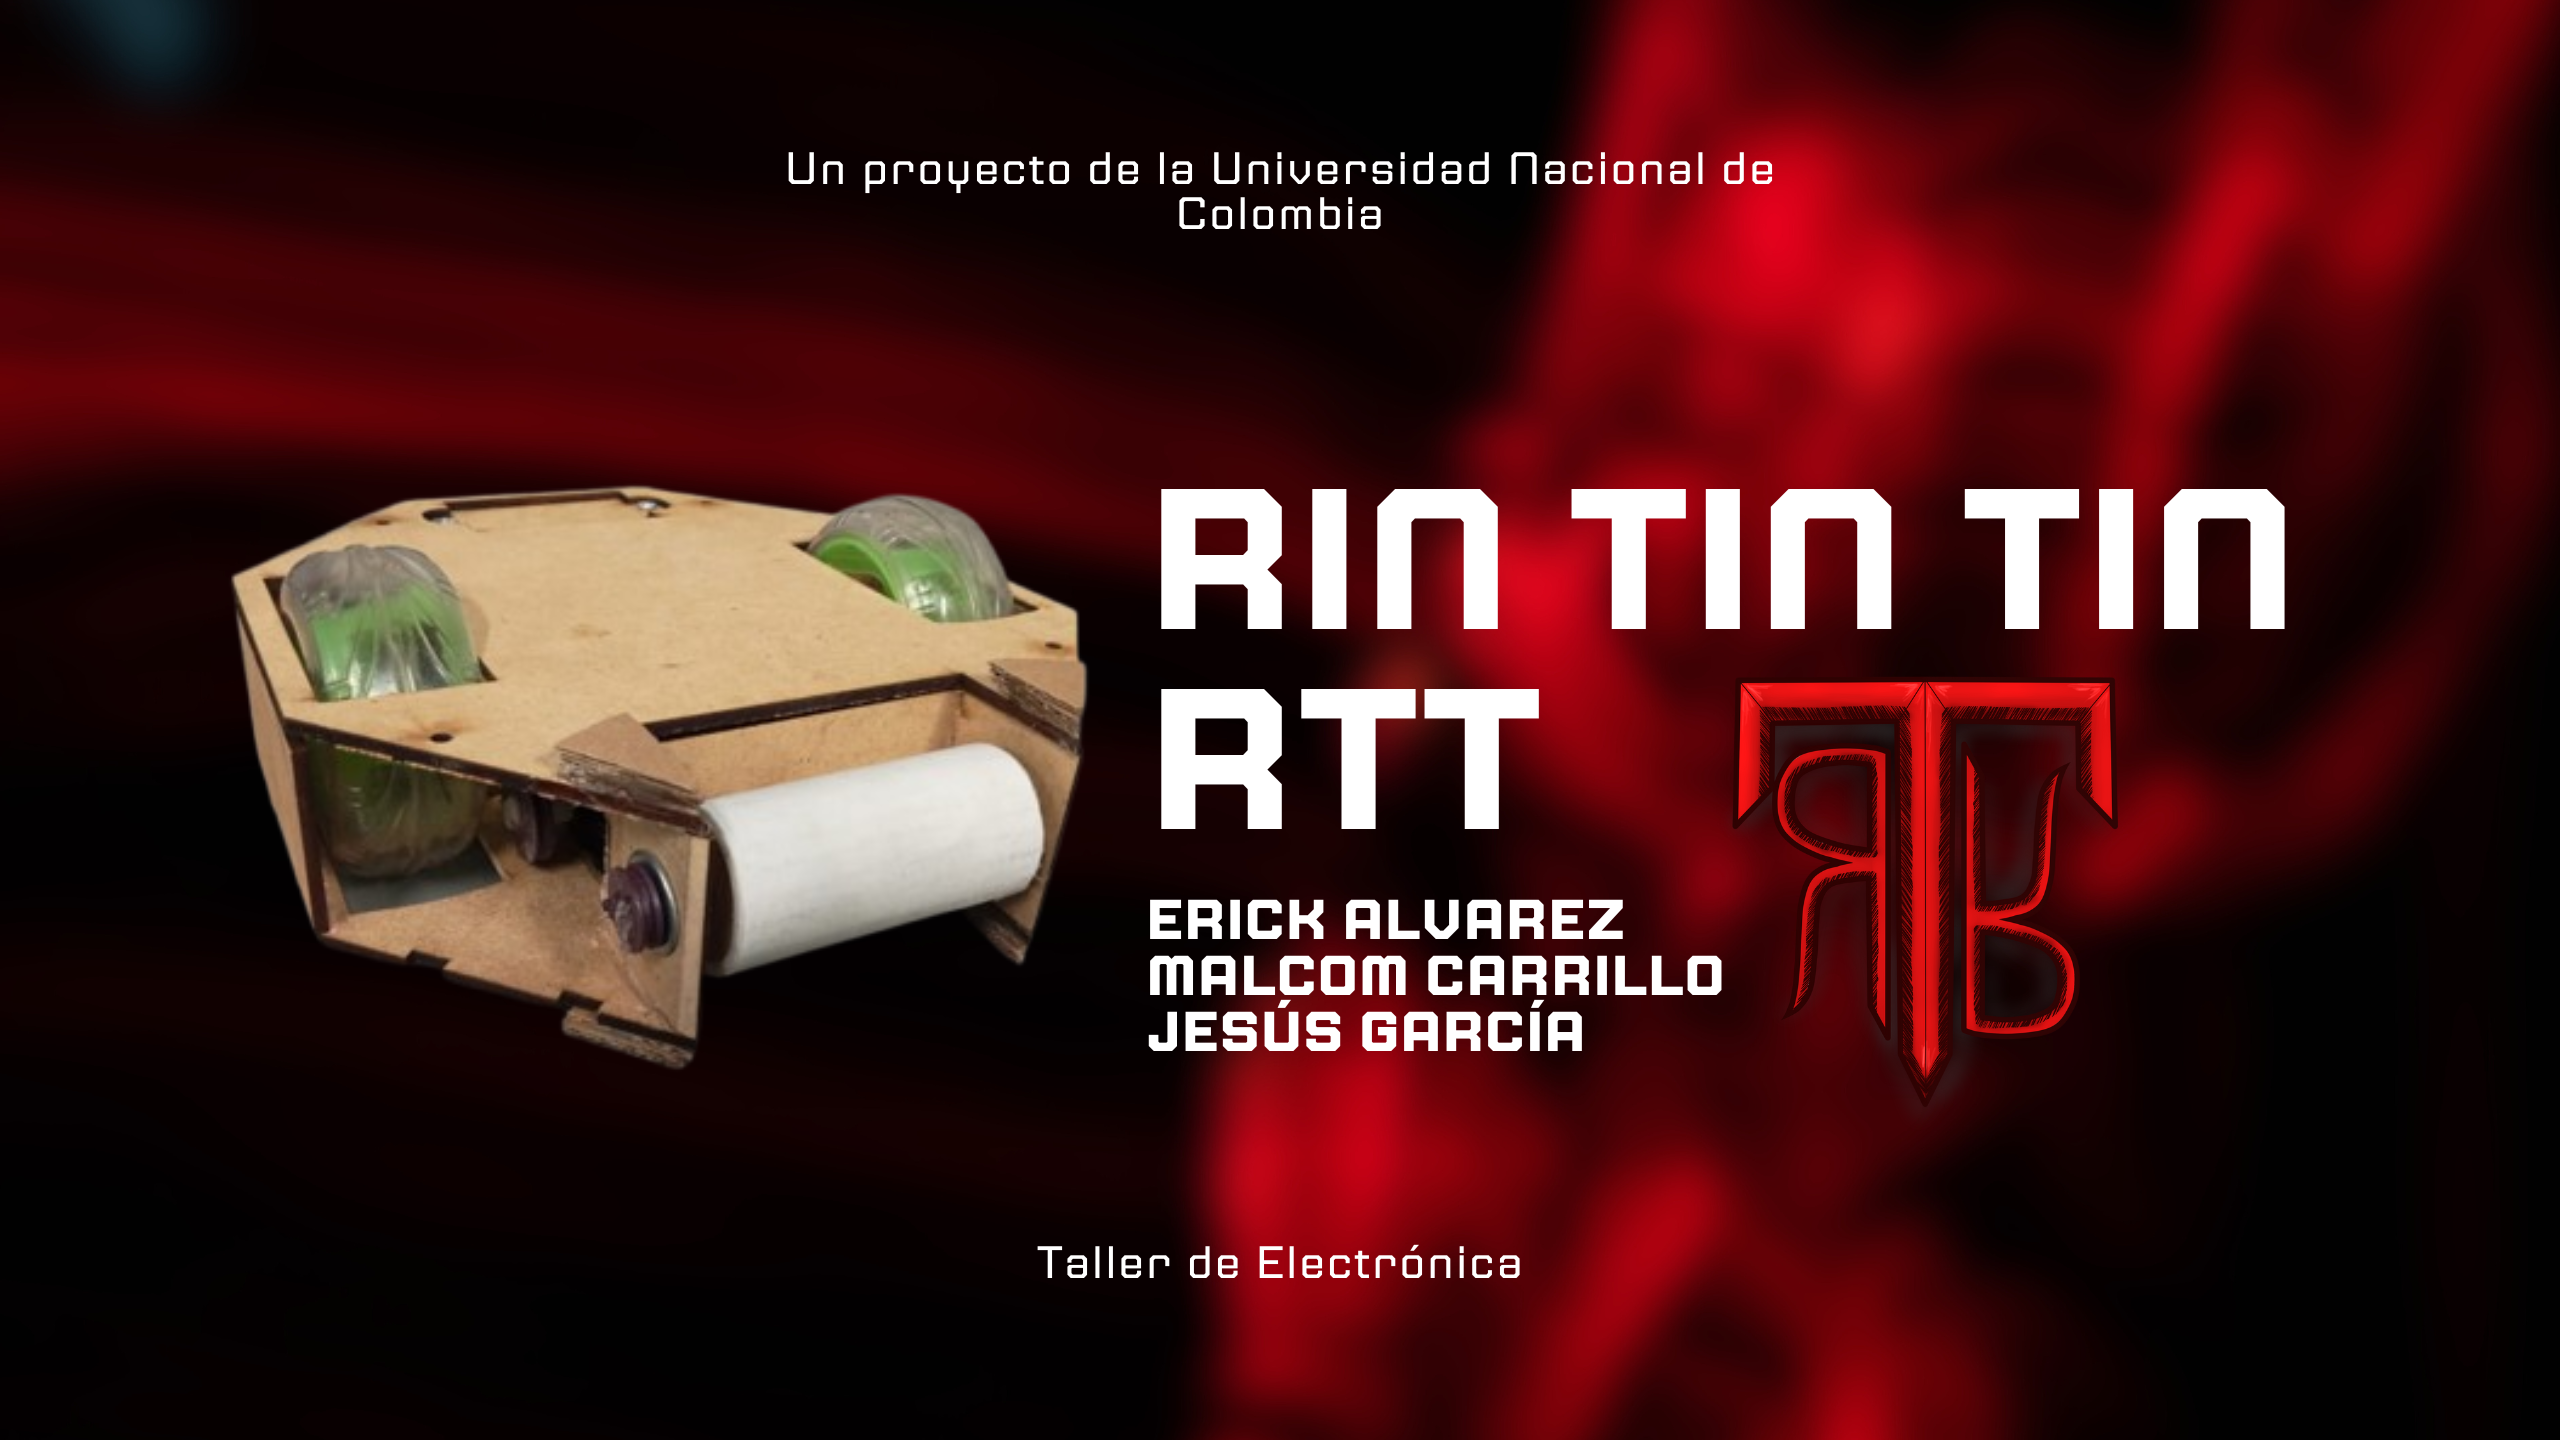 Un proyecto de la Universidad Nacional de
Colombia
RIN TIN TIN
RTT
ERICK ALVAREZ
MALCOM CARRILLO
JESÚS GARCÍA
Taller de Electrónica